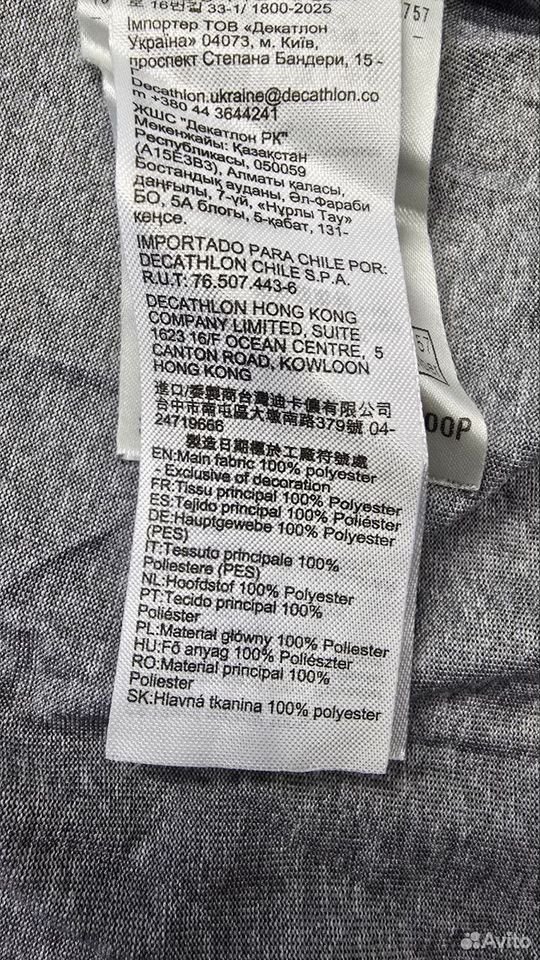 로 16번길 33-1/ 1800-2025
Імпортер ТОВ «Декатлон
Україна» 04073, м. Київ,
проспект Степана Бандери, 15 -
Г
Decathlon.ukraine@decathlon.co
m +380 44 3644241
ЖШС "Декатлон РК"
Мекенжайы: Қазақстан
Республикасы, 050059
(A15E3B3), Алматы қаласы,
Бостандық ауданы, Әл-Фараби
даңғылы, 7-үй, «Нұрлы Тау»
БО, 5А блогы, 5-қабат, 131-
кеңсе.
IMPORTADO PARA CHILE POR:
DECATHLON CHILE S.P.A.
R.U.T: 76.507.443-6
DECATHLON HONG KONG
COMPANY LIMITED, SUITE
1623 16/F OCEAN CENTRE, 5
CANTON ROAD, KOWLOON
HONG KONG
進口/委製商台灣迪卡儂有限公司
台中市南屯區大墩南路379號 04-
24719666
製造日期標於工廠符號處
EN:Main fabric 100% polyester
- Exclusive of decoration
FR:Tissu principal 100% Polyester
ES:Tejido principal 100% Poliéster
DE:Hauptgewebe 100% Polyester
(PES)
IT:Tessuto principale 100%
Poliestere (PES)
NL:Hoofdstof 100% Polyester
PT:Tecido principal 100%
Poliéster
PL:Materiał główny 100% Poliester
HU:Fő anyag 100% Poliészter
RO:Material principal 100%
Poliester
SK:Hlavná tkanina 100% polyester
757
00P
Avito